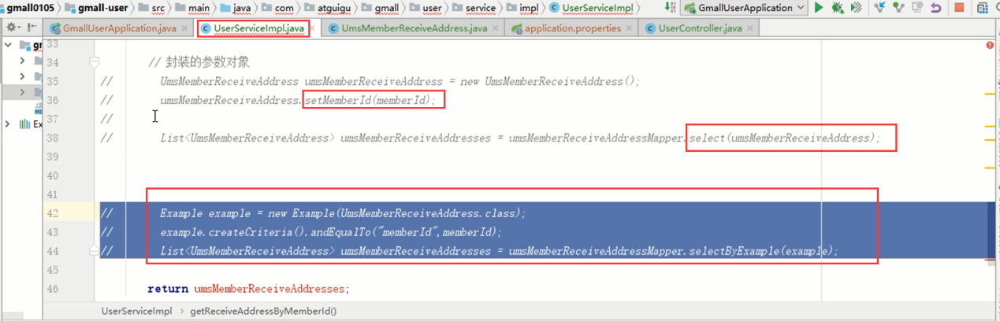 gmall0105 gmall-user src main java com atguigu gmall user service impl UserServiceImpl GmallUserApplication
GmallUserApplication.java UserServiceImpl.java UmsMemberReceiveAddress.java application.properties UserController.java
33
34 // 封装的参数对象
35 // UmsMemberReceiveAddress umsMemberReceiveAddress = new UmsMemberReceiveAddress();
36 // umsMemberReceiveAddress.setMemberId(memberId);
37 //
38 // List<UmsMemberReceiveAddress> umsMemberReceiveAddresses = umsMemberReceiveAddressMapper.select(umsMemberReceiveAddress);
39
40
41
42 // Example example = new Example(UmsMemberReceiveAddress.class);
43 // example.createCriteria().andEqualTo("memberId",memberId);
44 // List<UmsMemberReceiveAddress> umsMemberReceiveAddresses = umsMemberReceiveAddressMapper.selectByExample(example);
45
46 return umsMemberReceiveAddresses;
UserServiceImpl getReceiveAddressByMemberId()